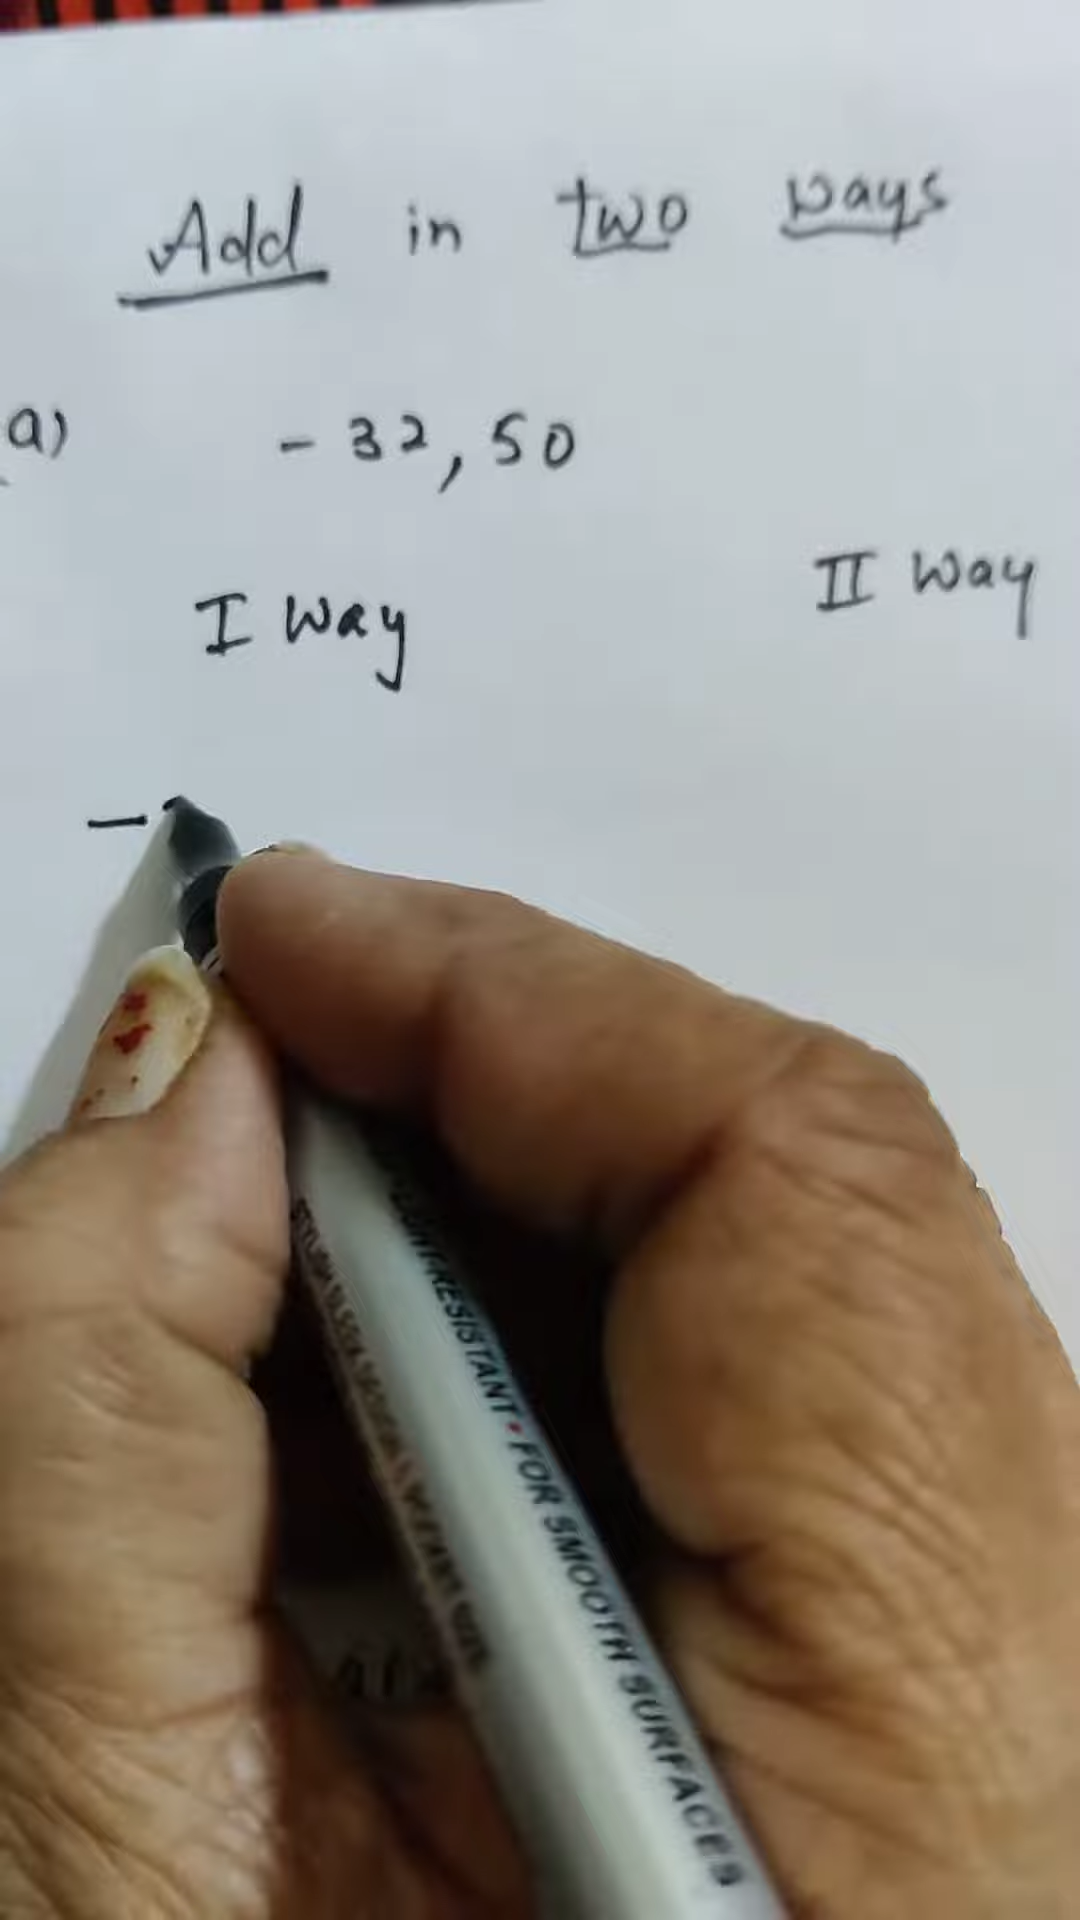 Add in two ways
a) - 32, 50
I Way II Way
-
RESISTANT • FOR SMOOTH SURFACES